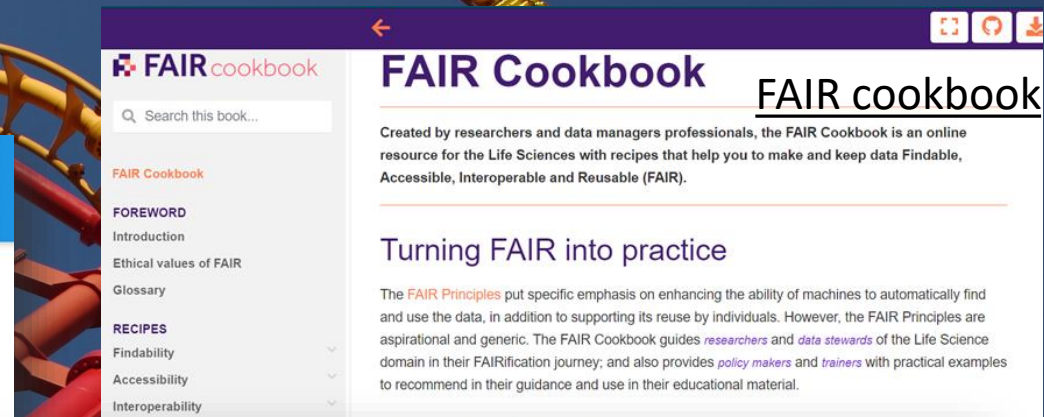 FAIR cookbook
Search this book...
FAIR Cookbook
FOREWORD
Introduction
Ethical values of FAIR
Glossary
RECIPES
Findability
Accessibility
Interoperability
FAIR Cookbook
FAIR cookbook
Created by researchers and data managers professionals, the FAIR Cookbook is an online
resource for the Life Sciences with recipes that help you to make and keep data Findable,
Accessible, Interoperable and Reusable (FAIR).
Turning FAIR into practice
The FAIR Principles put specific emphasis on enhancing the ability of machines to automatically find
and use the data, in addition to supporting its reuse by individuals. However, the FAIR Principles are
aspirational and generic. The FAIR Cookbook guides researchers and data stewards of the Life Science
domain in their FAIRification journey; and also provides policy makers and trainers with practical examples
to recommend in their guidance and use in their educational material.